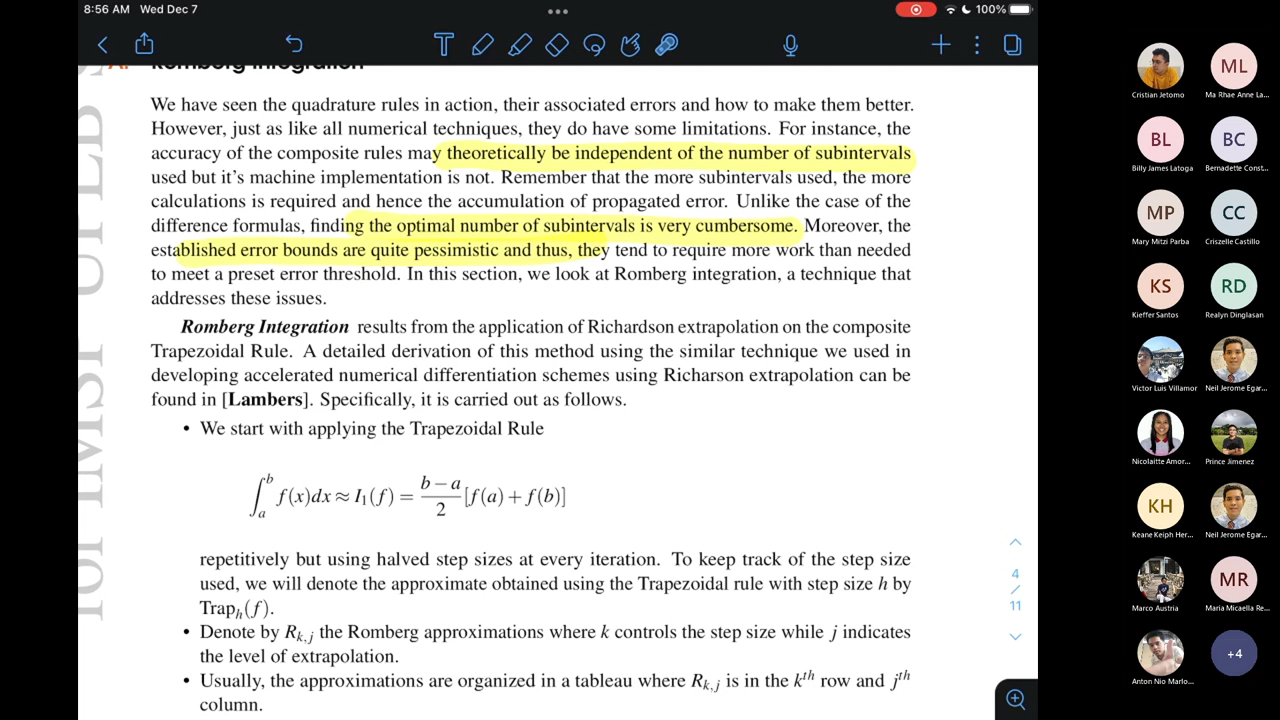 8:56 AM Wed Dec 7
100%
Romberg Integration
We have seen the quadrature rules in action, their associated errors and how to make them better.
However, just as like all numerical techniques, they do have some limitations. For instance, the
accuracy of the composite rules may theoretically be independent of the number of subintervals
used but it's machine implementation is not. Remember that the more subintervals used, the more
calculations is required and hence the accumulation of propagated error. Unlike the case of the
difference formulas, finding the optimal number of subintervals is very cumbersome. Moreover, the
established error bounds are quite pessimistic and thus, they tend to require more work than needed
to meet a preset error threshold. In this section, we look at Romberg integration, a technique that
addresses these issues.
Romberg Integration results from the application of Richardson extrapolation on the composite
Trapezoidal Rule. A detailed derivation of this method using the similar technique we used in
developing accelerated numerical differentiation schemes using Richarson extrapolation can be
found in [Lambers]. Specifically, it is carried out as follows.
• We start with applying the Trapezoidal Rule
∫_a^b f(x)dx ≈ I₁(f) = (b − a)/2 [f(a) + f(b)]
repetitively but using halved step sizes at every iteration. To keep track of the step size
used, we will denote the approximate obtained using the Trapezoidal rule with step size h by
Trap_h(f).
• Denote by R_{k,j} the Romberg approximations where k controls the step size while j indicates
the level of extrapolation.
• Usually, the approximations are organized in a tableau where R_{k,j} is in the k^th row and j^th
column.
4
/
11
Cristian Jetomo
ML
Ma Rhae Anne La...
BL
Billy James Latoga
BC
Bernadette Const...
MP
Mary Mitzi Parba
CC
Criszelle Castillo
KS
Kieffer Santos
RD
Realyn Dinglasan
Victor Luis Villamor
Neil Jerome Egar...
Nicolaitte Amor...
Prince Jimenez
KH
Keane Keiph Her...
Neil Jerome Egar...
Marco Austria
MR
Maria Micaella Re...
Anton Nio Marlo...
+4